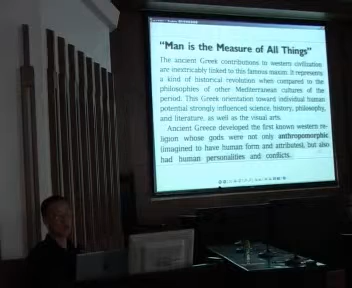 "Man is the Measure of All Things"
The ancient Greek contributions to western civilization
are inextricably linked to this famous maxim. It represents
a kind of historical revolution when compared to the
philosophies of other Mediterranean cultures of the
period. This Greek orientation toward individual human
potential strongly influenced science, history, philosophy,
and literature, as well as the visual arts.
Ancient Greece developed the first known western re-
ligion whose gods were not only anthropomorphic
(imagined to have human form and attributes), but also
had human personalities and conflicts.